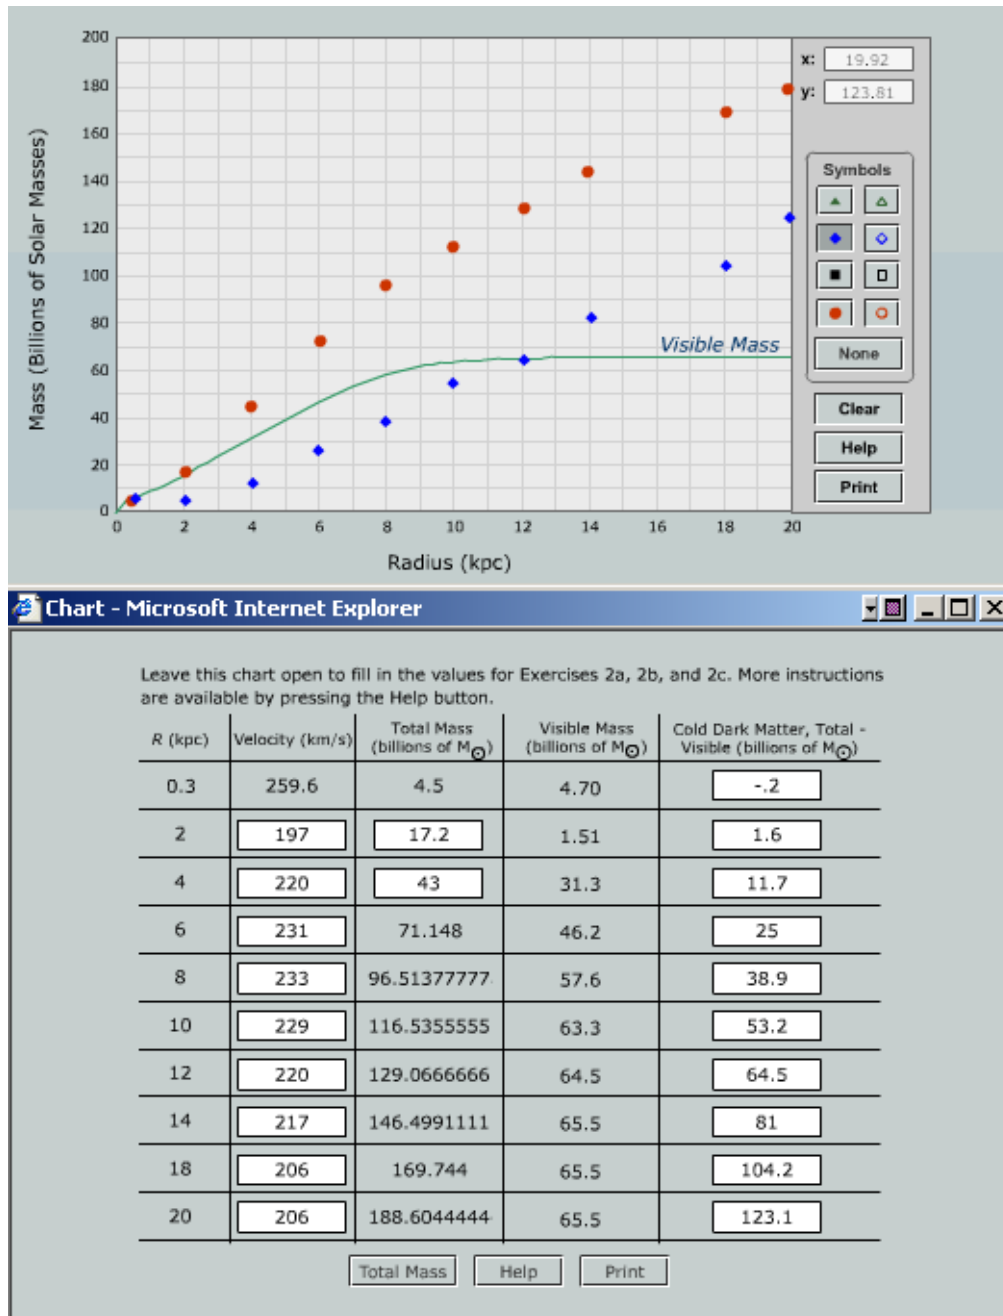 200
180
160
140
120
100
80
60
40
20
0
0 2 4 6 8 10 12 14 16 18 20
Mass (Billions of Solar Masses)
Radius (kpc)
Visible Mass
x: 19.92
y: 123.81
Symbols
None
Clear
Help
Print
Chart - Microsoft Internet Explorer
Leave this chart open to fill in the values for Exercises 2a, 2b, and 2c. More instructions
are available by pressing the Help button.
R (kpc) Velocity (km/s) Total Mass (billions of M⊙) Visible Mass (billions of M⊙) Cold Dark Matter, Total - Visible (billions of M⊙)
0.3 259.6 4.5 4.70 -.2
2 197 17.2 1.51 1.6
4 220 43 31.3 11.7
6 231 71.148 46.2 25
8 233 96.51377777 57.6 38.9
10 229 116.5355555 63.3 53.2
12 220 129.0666666 64.5 64.5
14 217 146.4991111 65.5 81
18 206 169.744 65.5 104.2
20 206 188.6044444 65.5 123.1
Total Mass Help Print